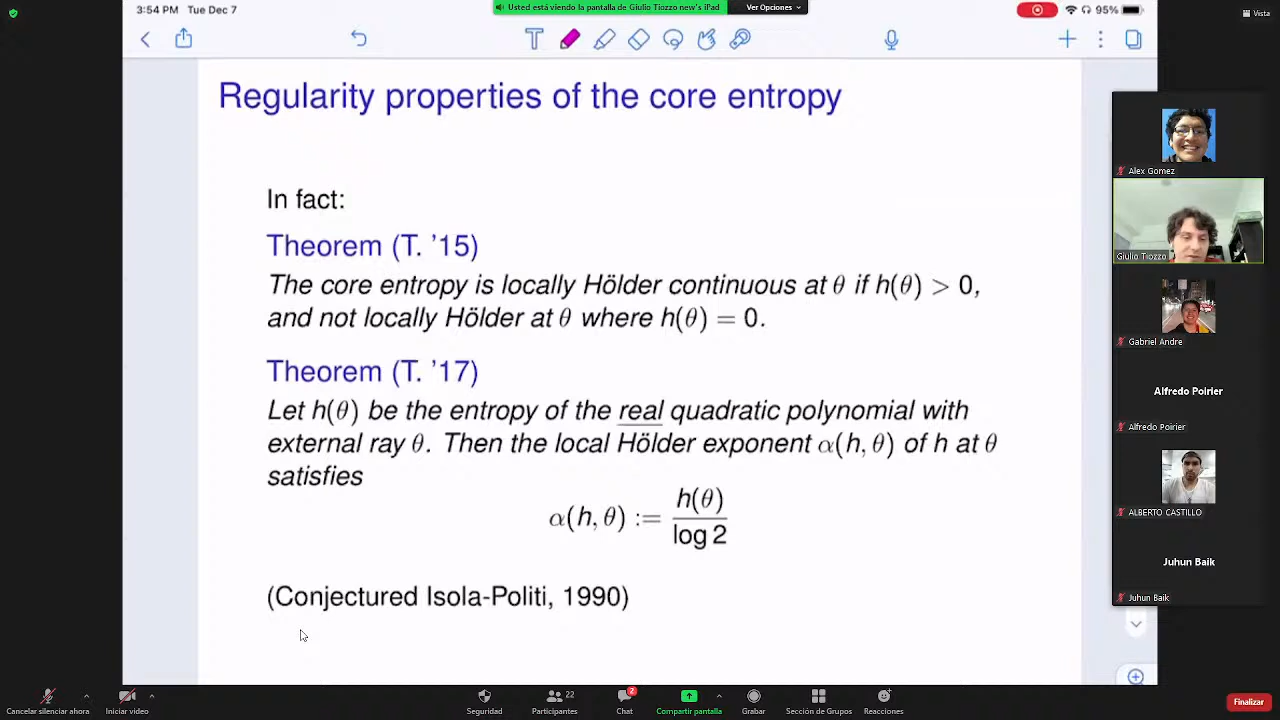 3:54 PM Tue Dec 7
Usted está viendo la pantalla de Giulio Tiozzo new's iPad
Ver Opciones
95%
Vista
Regularity properties of the core entropy
In fact:
Theorem (T. ’15)
The core entropy is locally Hölder continuous at θ if h(θ) > 0,
and not locally Hölder at θ where h(θ) = 0.
Theorem (T. ’17)
Let h(θ) be the entropy of the real quadratic polynomial with
external ray θ. Then the local Hölder exponent α(h, θ) of h at θ
satisfies
α(h, θ) := h(θ) / log 2
(Conjectured Isola-Politi, 1990)
Alex Gomez
Giulio Tiozzo
Gabriel Andre
Alfredo Poirier
Alfredo Poirier
ALBERTO CASTILLO
Juhun Baik
Juhun Baik
Cancelar silenciar ahora
Iniciar video
Seguridad
22
Participantes
2
Chat
Compartir pantalla
Grabar
Sección de Grupos
Reacciones
Finalizar